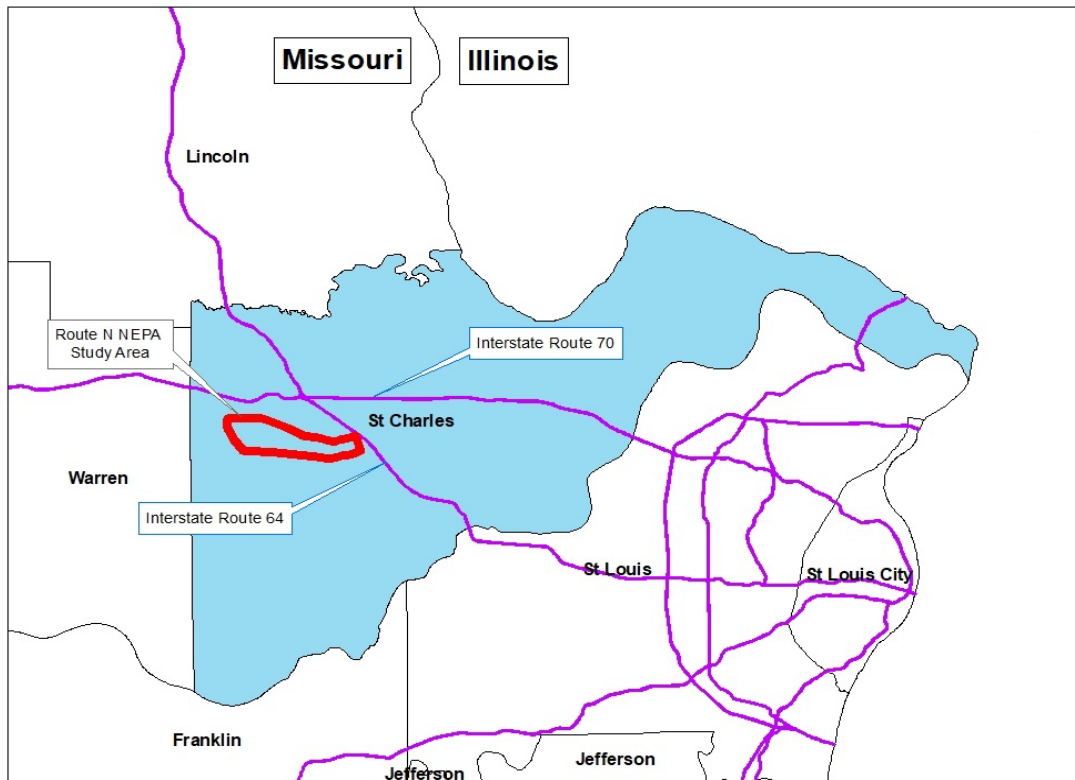 Missouri
Illinois
Lincoln
Route N NEPA
Study Area
Interstate Route 70
St Charles
Warren
Interstate Route 64
St Louis
St Louis City
Franklin
Jefferson
Jefferson